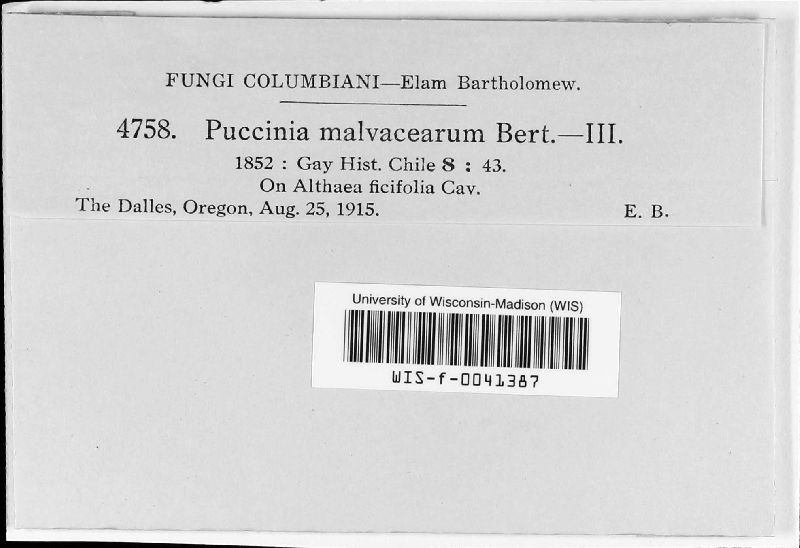 FUNGI COLUMBIANI—Elam Bartholomew.
4758. Puccinia malvacearum Bert.—III.
1852 : Gay Hist. Chile 8 : 43.
On Althaea ficifolia Cav.
The Dalles, Oregon, Aug. 25, 1915. E. B.
University of Wisconsin-Madison (WIS)
WIS-f-0041387